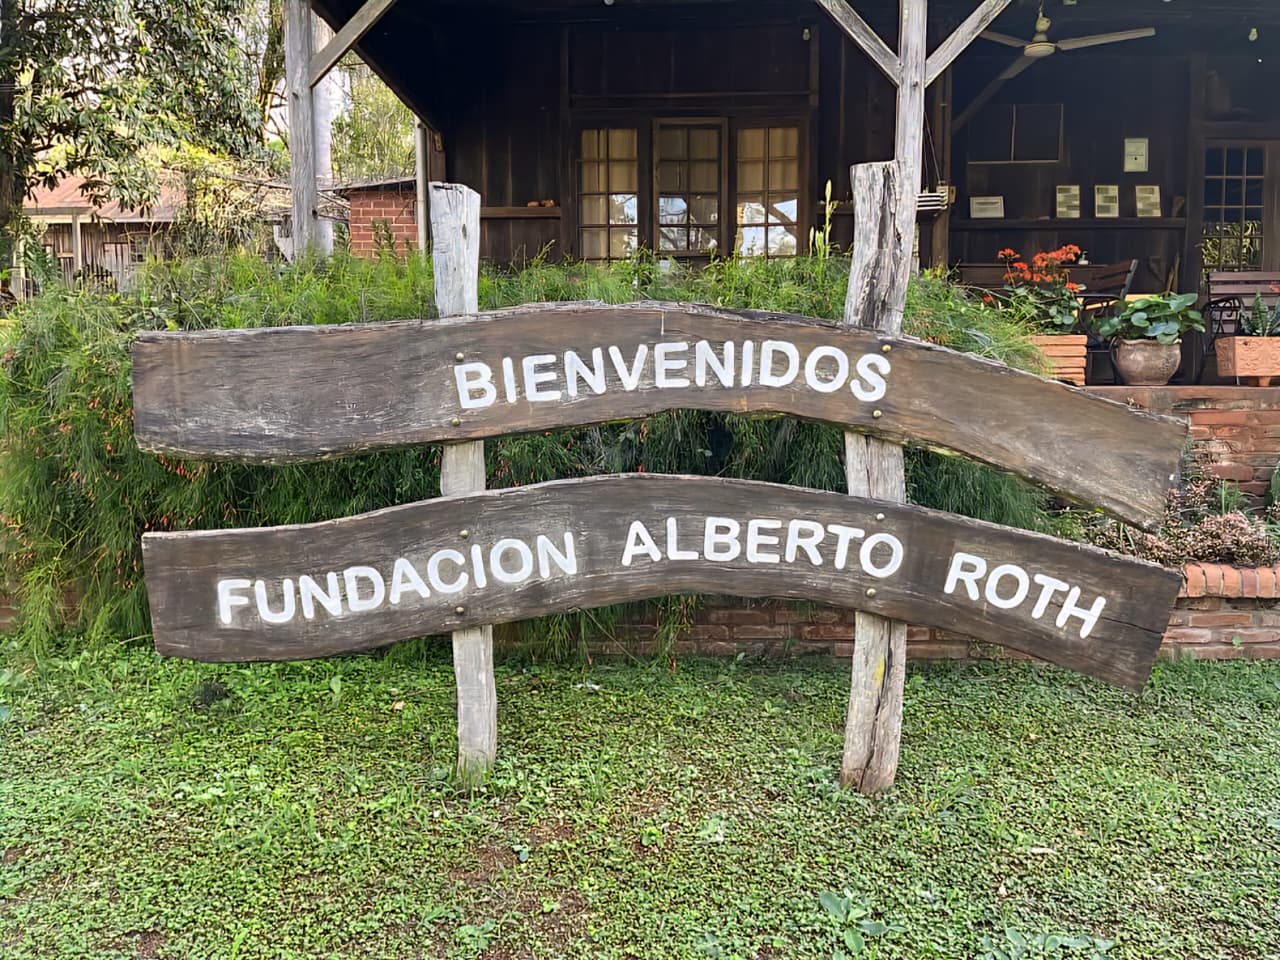 BIENVENIDOS
FUNDACION ALBERTO ROTH